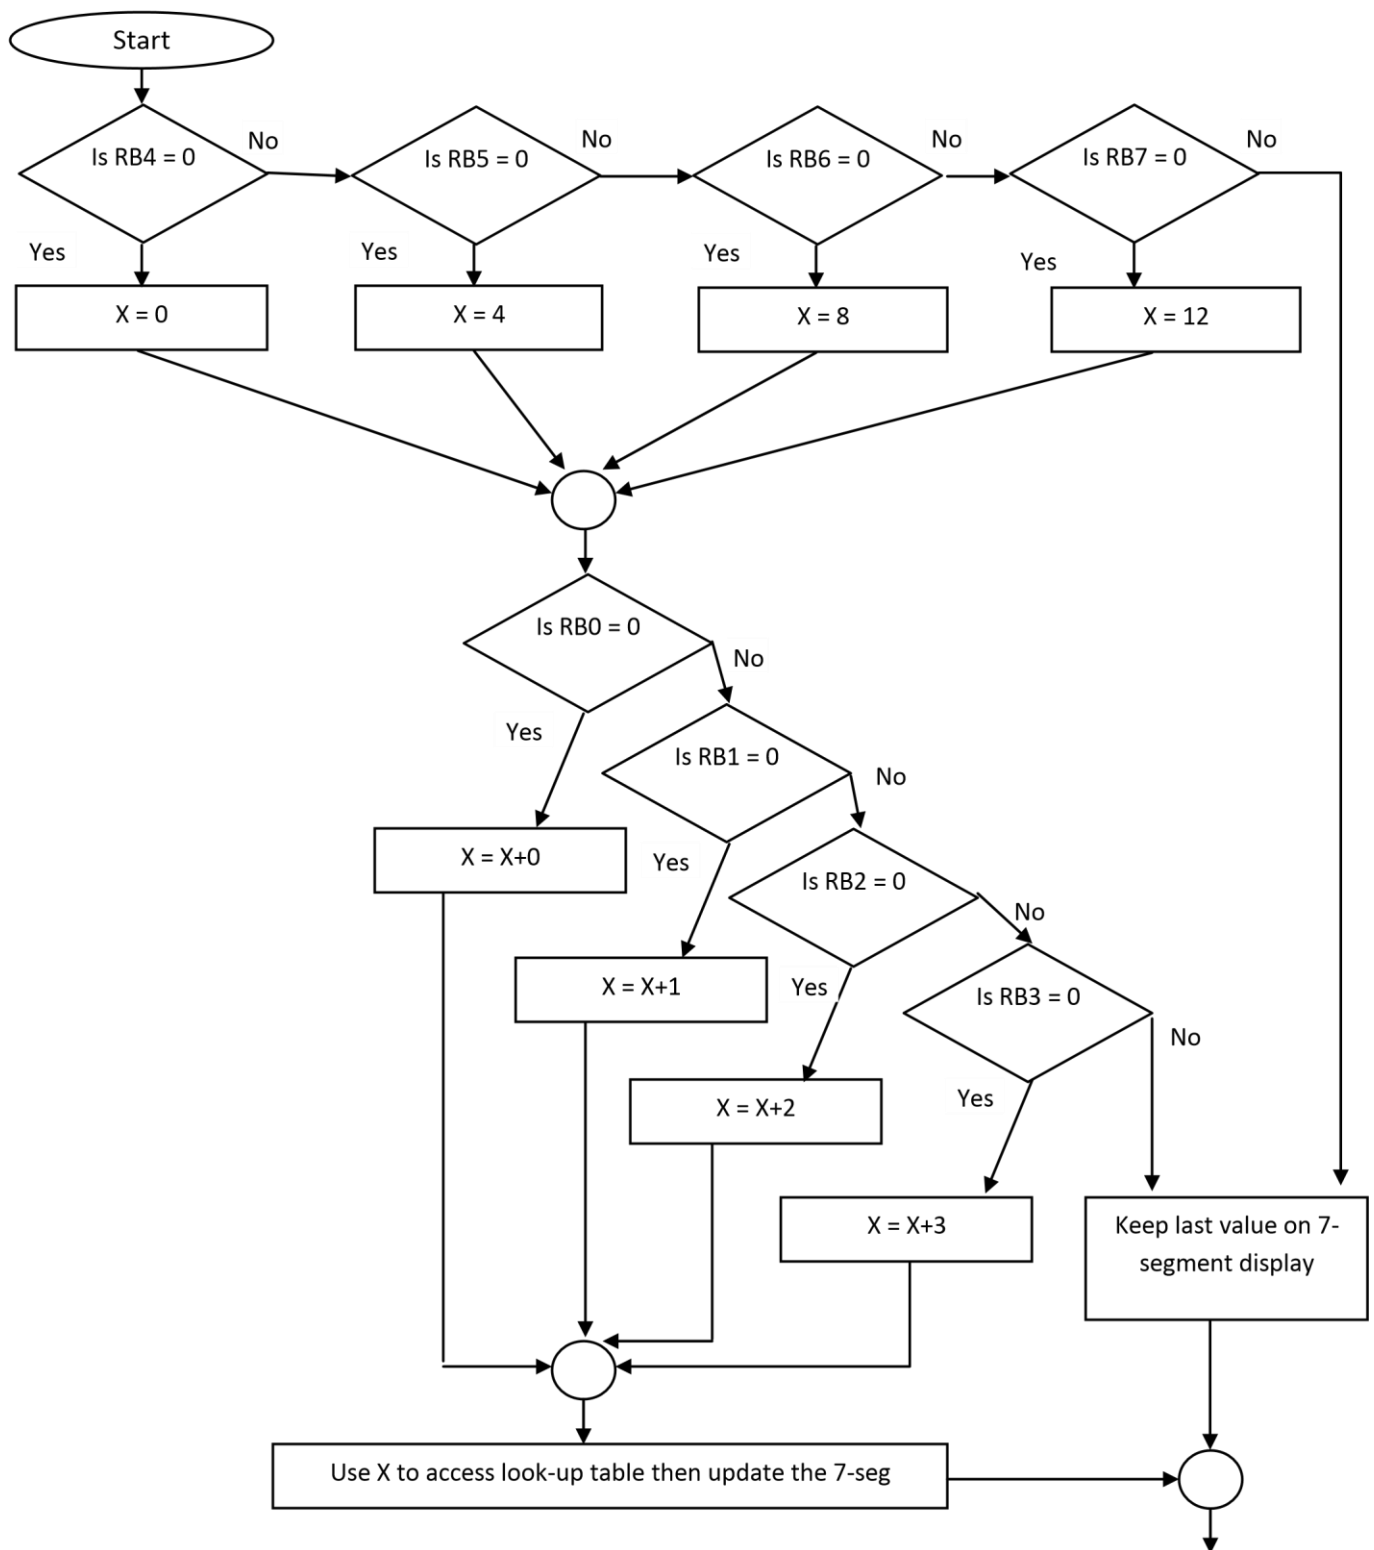 Start
Is RB4 = 0
No
Is RB5 = 0
No
Is RB6 = 0
No
Is RB7 = 0
No
Yes
Yes
Yes
Yes
X = 0
X = 4
X = 8
X = 12
Is RB0 = 0
No
Yes
Is RB1 = 0
No
X = X+0
Yes
Is RB2 = 0
No
X = X+1
Yes
Is RB3 = 0
No
X = X+2
Yes
X = X+3
Keep last value on 7-
segment display
Use X to access look-up table then update the 7-seg